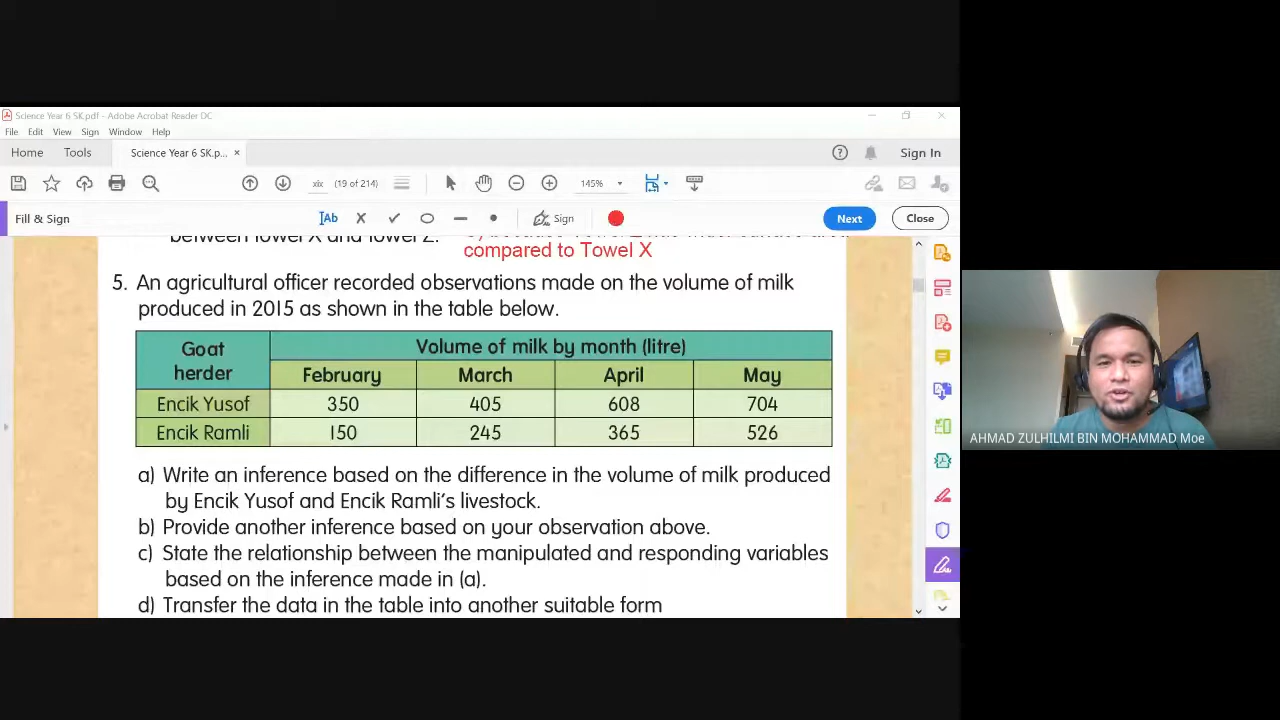 Science Year 6 SK.pdf - Adobe Acrobat Reader DC
File Edit View Sign Window Help
Home Tools Science Year 6 SK.p... × Sign In
xix (19 of 214) 145%
Fill & Sign Ab Sign Next Close
between Towel X and Towel Z.
compared to Towel X
5. An agricultural officer recorded observations made on the volume of milk
produced in 2015 as shown in the table below.
Goat herder Volume of milk by month (litre)
February March April May
Encik Yusof 350 405 608 704
Encik Ramli 150 245 365 526
a) Write an inference based on the difference in the volume of milk produced
by Encik Yusof and Encik Ramli's livestock.
b) Provide another inference based on your observation above.
c) State the relationship between the manipulated and responding variables
based on the inference made in (a).
d) Transfer the data in the table into another suitable form
AHMAD ZULHILMI BIN MOHAMMAD Moe